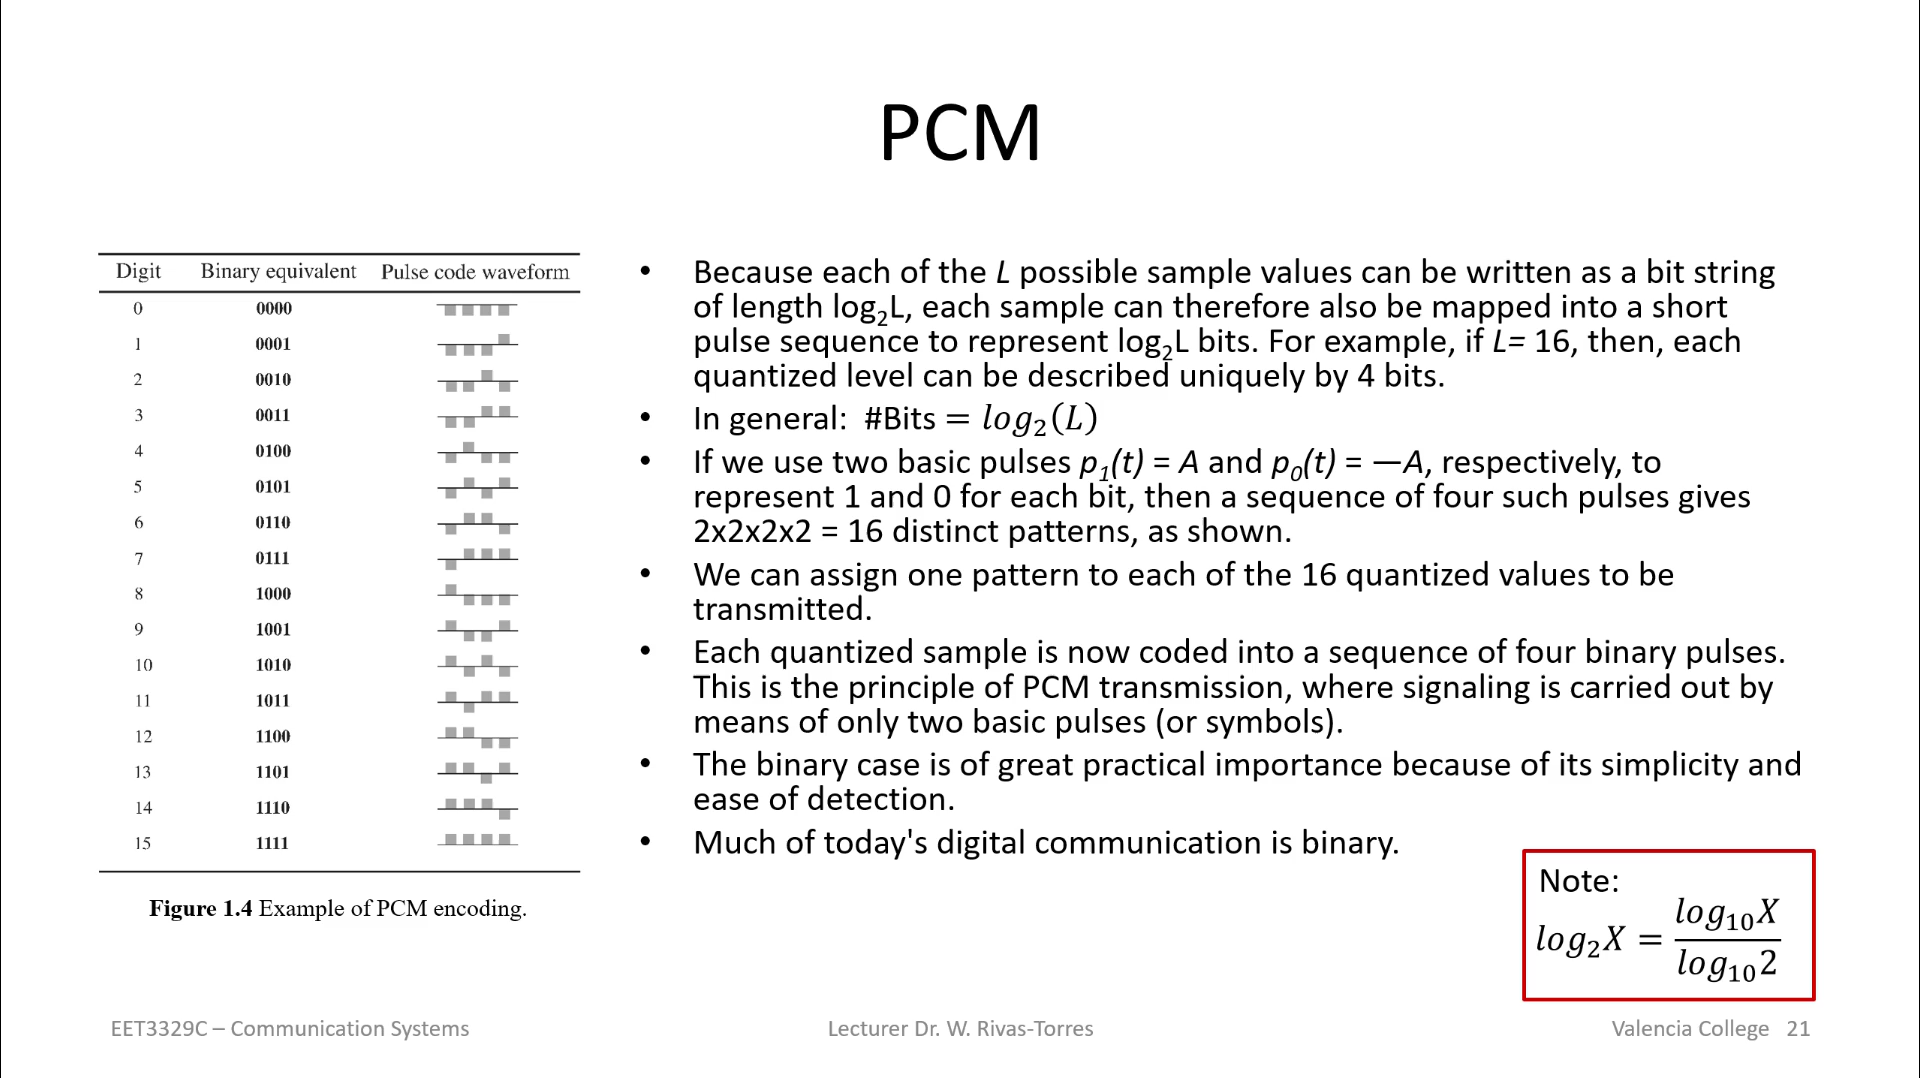 PCM
Digit Binary equivalent Pulse code waveform
0 0000
1 0001
2 0010
3 0011
4 0100
5 0101
6 0110
7 0111
8 1000
9 1001
10 1010
11 1011
12 1100
13 1101
14 1110
15 1111
Figure 1.4 Example of PCM encoding.
• Because each of the L possible sample values can be written as a bit string
of length log₂L, each sample can therefore also be mapped into a short
pulse sequence to represent log₂L bits. For example, if L= 16, then, each
quantized level can be described uniquely by 4 bits.
• In general: #Bits = log₂(L)
• If we use two basic pulses p₁(t) = A and p₀(t) = —A, respectively, to
represent 1 and 0 for each bit, then a sequence of four such pulses gives
2x2x2x2 = 16 distinct patterns, as shown.
• We can assign one pattern to each of the 16 quantized values to be
transmitted.
• Each quantized sample is now coded into a sequence of four binary pulses.
This is the principle of PCM transmission, where signaling is carried out by
means of only two basic pulses (or symbols).
• The binary case is of great practical importance because of its simplicity and
ease of detection.
• Much of today's digital communication is binary.
Note:
log₂X = log₁₀X / log₁₀2
EET3329C – Communication Systems
Lecturer Dr. W. Rivas-Torres
Valencia College 21